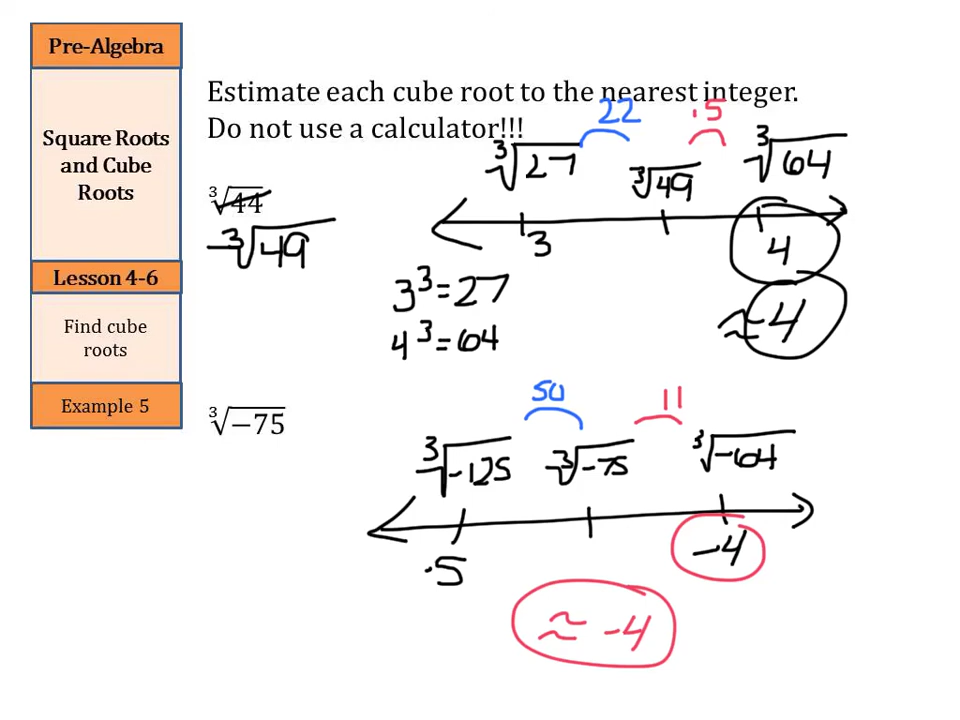 Pre-Algebra
Square Roots
and Cube
Roots
Lesson 4-6
Find cube
roots
Example 5
Estimate each cube root to the nearest integer.
Do not use a calculator!!!
∛44
∛49
22 15
∛27 ∛49 ∛64
3 4
3³=27
4³=64
≈4
∛−75
50 11
∛-125 ∛-75 ∛-64
-5 -4
≈ -4